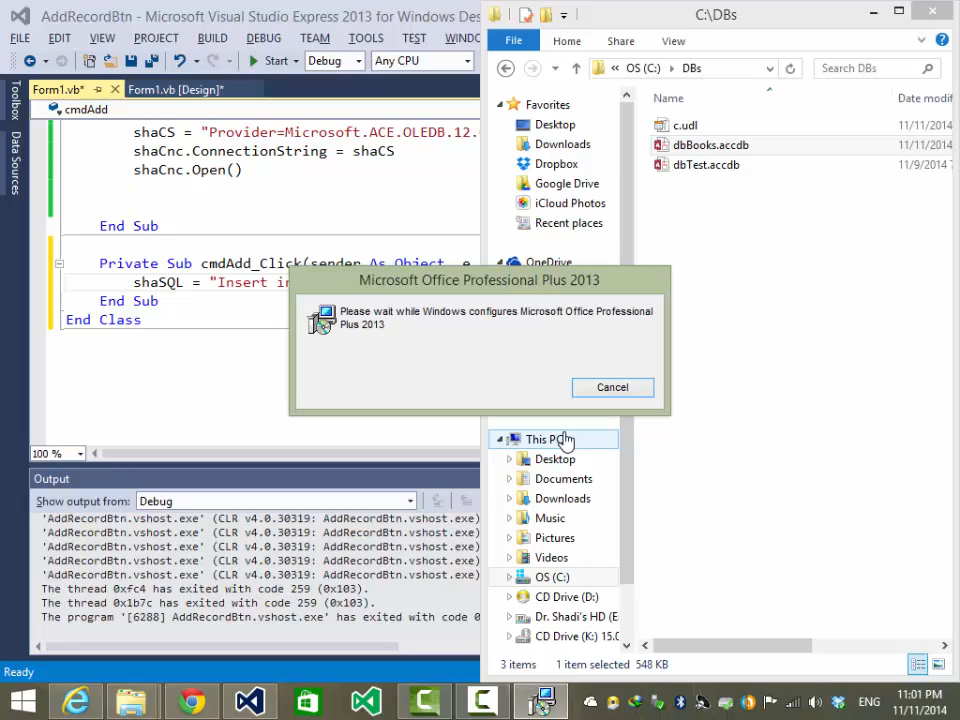 AddRecordBtn - Microsoft Visual Studio Express 2013 for Windows Des
FILE EDIT VIEW PROJECT BUILD DEBUG TEAM TOOLS TEST WINDO
Start Debug Any CPU
Form1.vb* Form1.vb [Design]*
cmdAdd
Toolbox
Data Sources
shaCS = "Provider=Microsoft.ACE.OLEDB.12.
shaCnc.ConnectionString = shaCS
shaCnc.Open()
End Sub
Private Sub cmdAdd_Click(sender As Object, e
shaSQL = "Insert in
End Sub
End Class
100 %
Output
Show output from: Debug
'AddRecordBtn.vshost.exe' (CLR v4.0.30319: AddRecordBtn.vshost.exe)
'AddRecordBtn.vshost.exe' (CLR v4.0.30319: AddRecordBtn.vshost.exe)
'AddRecordBtn.vshost.exe' (CLR v4.0.30319: AddRecordBtn.vshost.exe)
'AddRecordBtn.vshost.exe' (CLR v4.0.30319: AddRecordBtn.vshost.exe)
'AddRecordBtn.vshost.exe' (CLR v4.0.30319: AddRecordBtn.vshost.exe)
The thread 0xfc4 has exited with code 259 (0x103).
The thread 0x1b7c has exited with code 259 (0x103).
The program '[6288] AddRecordBtn.vshost.exe' has exited with code 0
Ready
C:\DBs
File Home Share View
« OS (C:) DBs
Search DBs
Name Date modif
c.udl 11/11/2014
dbBooks.accdb 11/11/2014
dbTest.accdb 11/9/2014
Favorites
Desktop
Downloads
Dropbox
Google Drive
iCloud Photos
Recent places
OneDrive
Microsoft Office Professional Plus 2013
Please wait while Windows configures Microsoft Office Professional
Plus 2013
Cancel
This PC
Desktop
Documents
Downloads
Music
Pictures
Videos
OS (C:)
CD Drive (D:)
Dr. Shadi's HD (E
CD Drive (K:) 15.0
3 items 1 item selected 548 KB
ENG
11:01 PM
11/11/2014